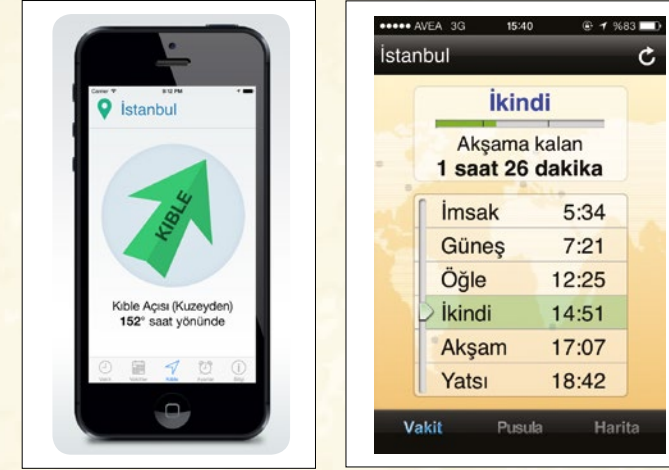 İstanbul
KIBLE
Kıble Açısı (Kuzeyden)
152° saat yönünde
AVEA 3G 15:40 %83
İstanbul
İkindi
Akşama kalan
1 saat 26 dakika
İmsak 5:34
Güneş 7:21
Öğle 12:25
İkindi 14:51
Akşam 17:07
Yatsı 18:42
Vakit Pusula Harita